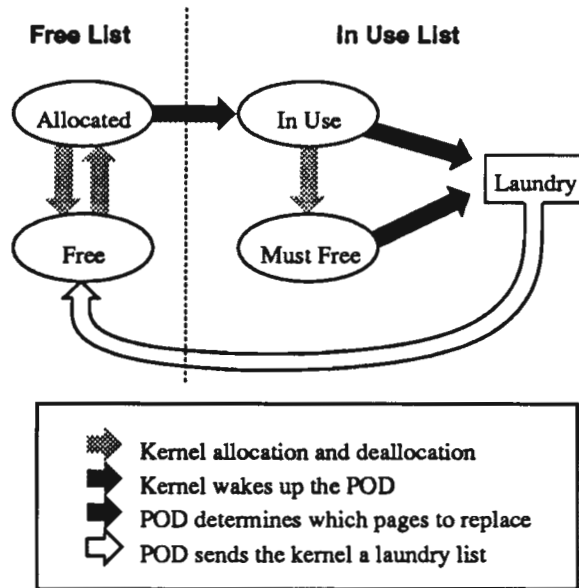 Free List
In Use List
Allocated
In Use
Laundry
Free
Must Free
Kernel allocation and deallocation
Kernel wakes up the POD
POD determines which pages to replace
POD sends the kernel a laundry list